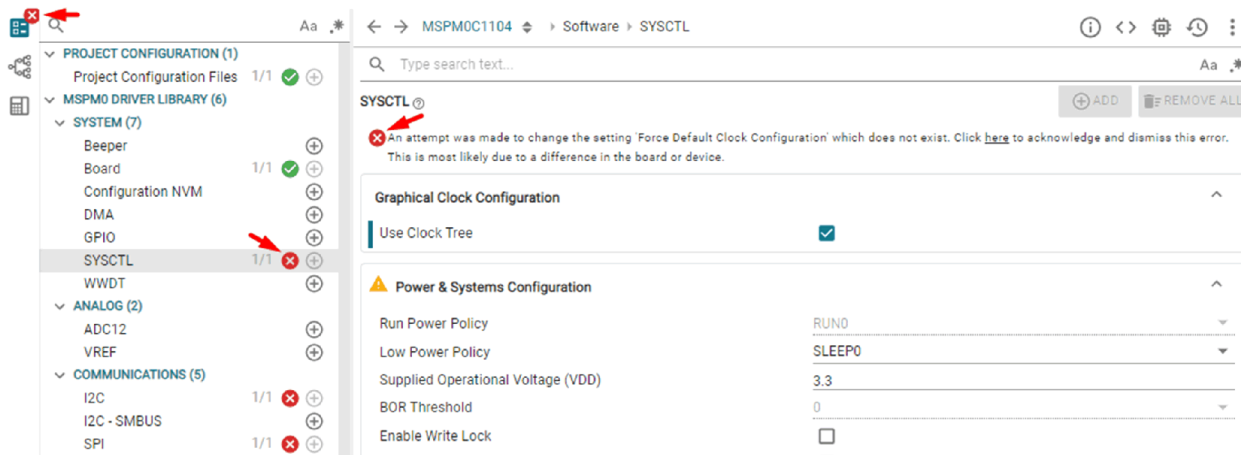 Aa .*
MSPM0C1104 Software SYSCTL
Type search text...
Aa .*
PROJECT CONFIGURATION (1)
Project Configuration Files 1/1
MSPM0 DRIVER LIBRARY (6)
SYSTEM (7)
Beeper
Board 1/1
Configuration NVM
DMA
GPIO
SYSCTL 1/1
WWDT
ANALOG (2)
ADC12
VREF
COMMUNICATIONS (5)
I2C 1/1
I2C - SMBUS
SPI 1/1
SYSCTL
ADD REMOVE ALL
An attempt was made to change the setting 'Force Default Clock Configuration' which does not exist. Click here to acknowledge and dismiss this error.
This is most likely due to a difference in the board or device.
Graphical Clock Configuration
Use Clock Tree
Power & Systems Configuration
Run Power Policy RUN0
Low Power Policy SLEEP0
Supplied Operational Voltage (VDD) 3.3
BOR Threshold 0
Enable Write Lock